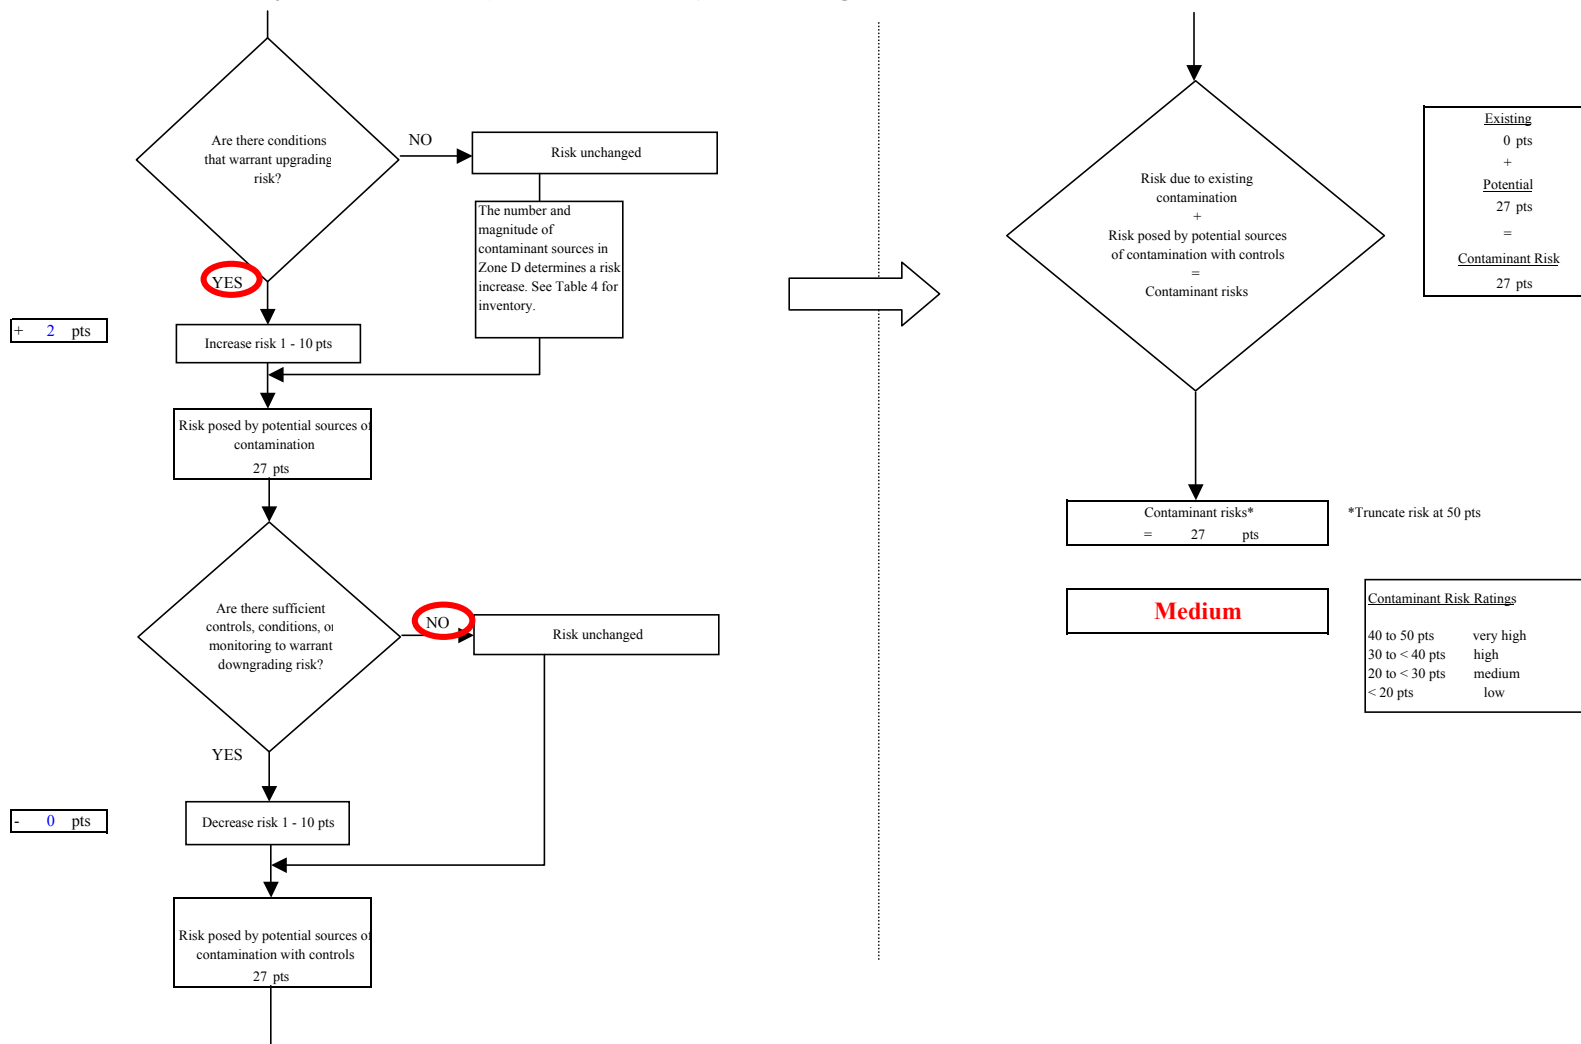 Are there conditions
that warrant upgrading
risk?
NO
Risk unchanged
The number and
magnitude of
contaminant sources in
Zone D determines a risk
increase. See Table 4 for
inventory.
YES
+ 2 pts
Increase risk 1 - 10 pts
Risk posed by potential sources of
contamination
27 pts
Are there sufficient
controls, conditions, or
monitoring to warrant
downgrading risk?
NO
Risk unchanged
YES
- 0 pts
Decrease risk 1 - 10 pts
Risk posed by potential sources of
contamination with controls
27 pts
Risk due to existing
contamination
+
Risk posed by potential sources
of contamination with controls
=
Contaminant risks
Existing
0 pts
+
Potential
27 pts
=
Contaminant Risk
27 pts
Contaminant risks*
= 27 pts
*Truncate risk at 50 pts
Medium
Contaminant Risk Ratings
40 to 50 pts very high
30 to < 40 pts high
20 to < 30 pts medium
< 20 pts low